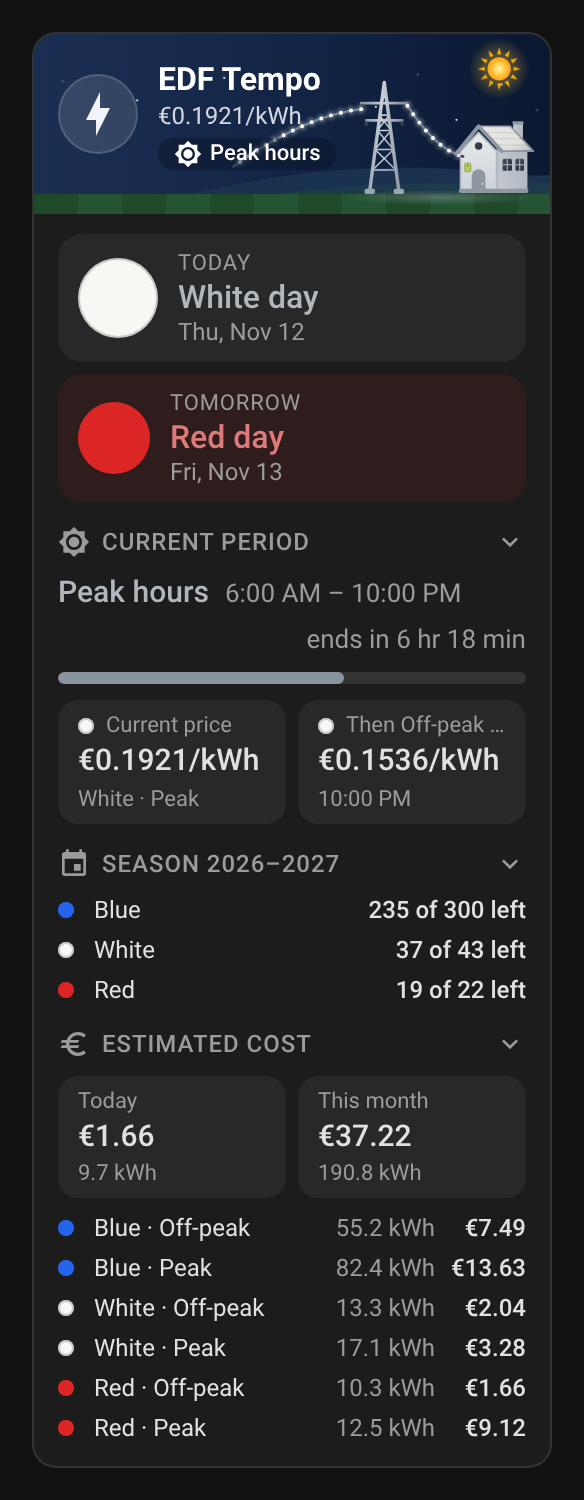 EDF Tempo
€0.1921/kWh
Peak hours
TODAY
White day
Thu, Nov 12
TOMORROW
Red day
Fri, Nov 13
CURRENT PERIOD
Peak hours 6:00 AM – 10:00 PM
ends in 6 hr 18 min
Current price
€0.1921/kWh
White · Peak
Then Off-peak ...
€0.1536/kWh
10:00 PM
SEASON 2026–2027
Blue 235 of 300 left
White 37 of 43 left
Red 19 of 22 left
ESTIMATED COST
Today
€1.66
9.7 kWh
This month
€37.22
190.8 kWh
Blue · Off-peak 55.2 kWh €7.49
Blue · Peak 82.4 kWh €13.63
White · Off-peak 13.3 kWh €2.04
White · Peak 17.1 kWh €3.28
Red · Off-peak 10.3 kWh €1.66
Red · Peak 12.5 kWh €9.12